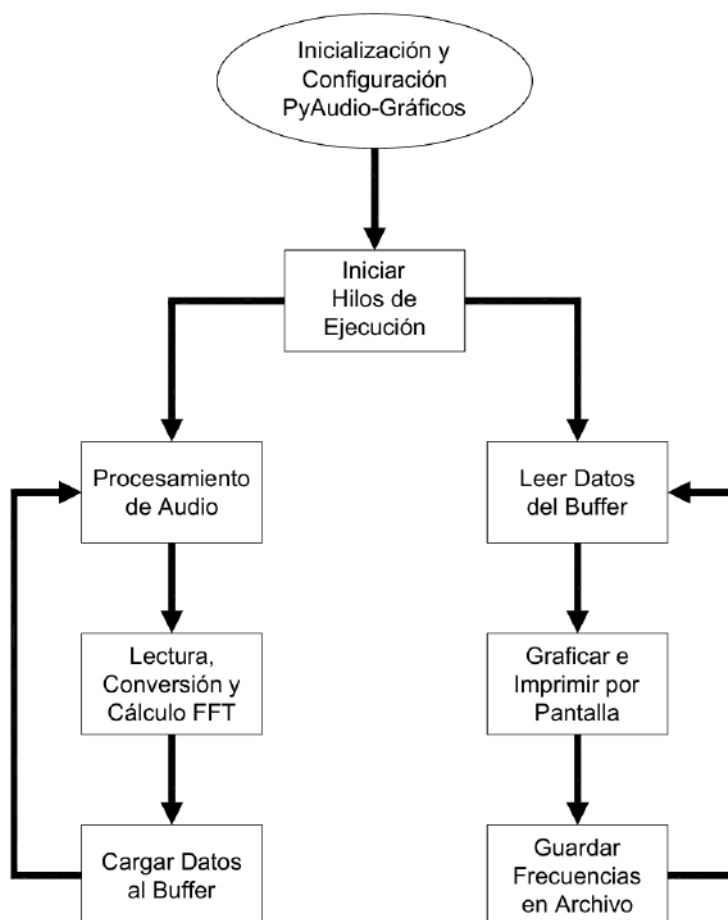 Inicialización y
Configuración
PyAudio-Gráficos
Iniciar
Hilos de
Ejecución
Procesamiento
de Audio
Leer Datos
del Buffer
Lectura,
Conversión y
Cálculo FFT
Graficar e
Imprimir por
Pantalla
Cargar Datos
al Buffer
Guardar
Frecuencias
en Archivo